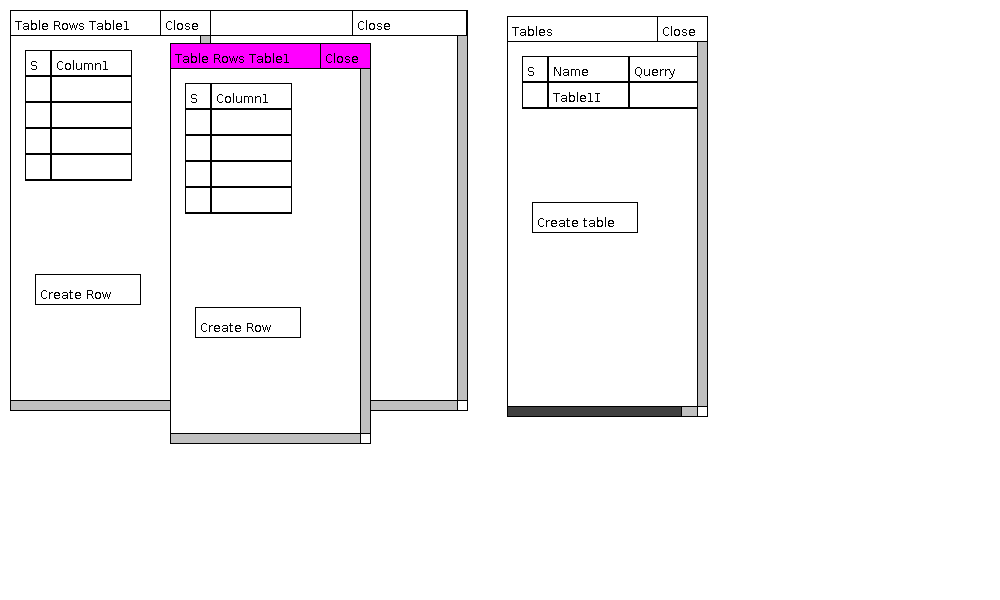 Table Rows Table1 Close
Close
S Column1
Create Row
Table Rows Table1 Close
S Column1
Create Row
Tables Close
S Name Querry
Table1I
Create table